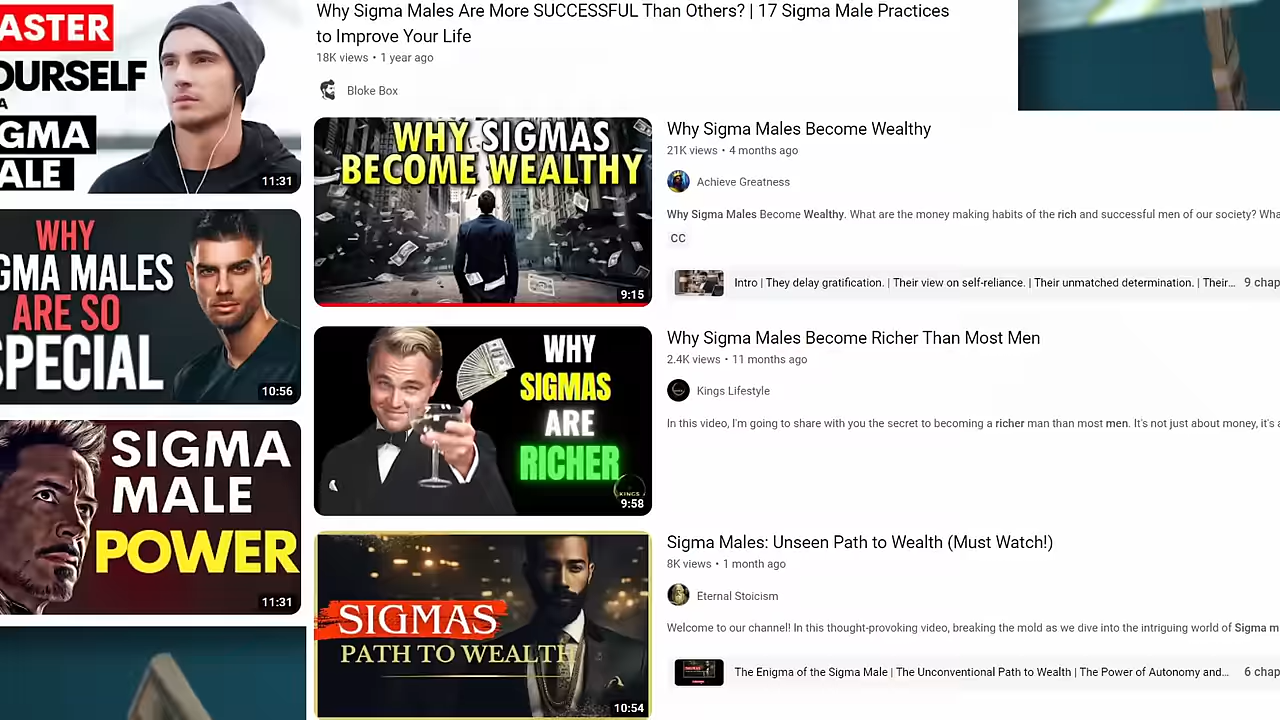 ASTER
OURSELF
A
GMA
ALE
11:31
WHY
GMA MALES
ARE SO
SPECIAL
10:56
SIGMA
MALE
POWER
11:31
Why Sigma Males Are More SUCCESSFUL Than Others? | 17 Sigma Male Practices
to Improve Your Life
18K views • 1 year ago
Bloke Box
WHY SIGMAS
BECOME WEALTHY
9:15
Why Sigma Males Become Wealthy
21K views • 4 months ago
Achieve Greatness
Why Sigma Males Become Wealthy. What are the money making habits of the rich and successful men of our society? Wha
CC
Intro | They delay gratification. | Their view on self-reliance. | Their unmatched determination. | Their... 9 chap
WHY
SIGMAS
ARE
RICHER
KINGS
9:58
Why Sigma Males Become Richer Than Most Men
2.4K views • 11 months ago
Kings Lifestyle
In this video, I'm going to share with you the secret to becoming a richer man than most men. It's not just about money, it's a
SIGMAS
PATH TO WEALTH
10:54
Sigma Males: Unseen Path to Wealth (Must Watch!)
8K views • 1 month ago
Eternal Stoicism
Welcome to our channel! In this thought-provoking video, breaking the mold as we dive into the intriguing world of Sigma m
The Enigma of the Sigma Male | The Unconventional Path to Wealth | The Power of Autonomy and... 6 chap